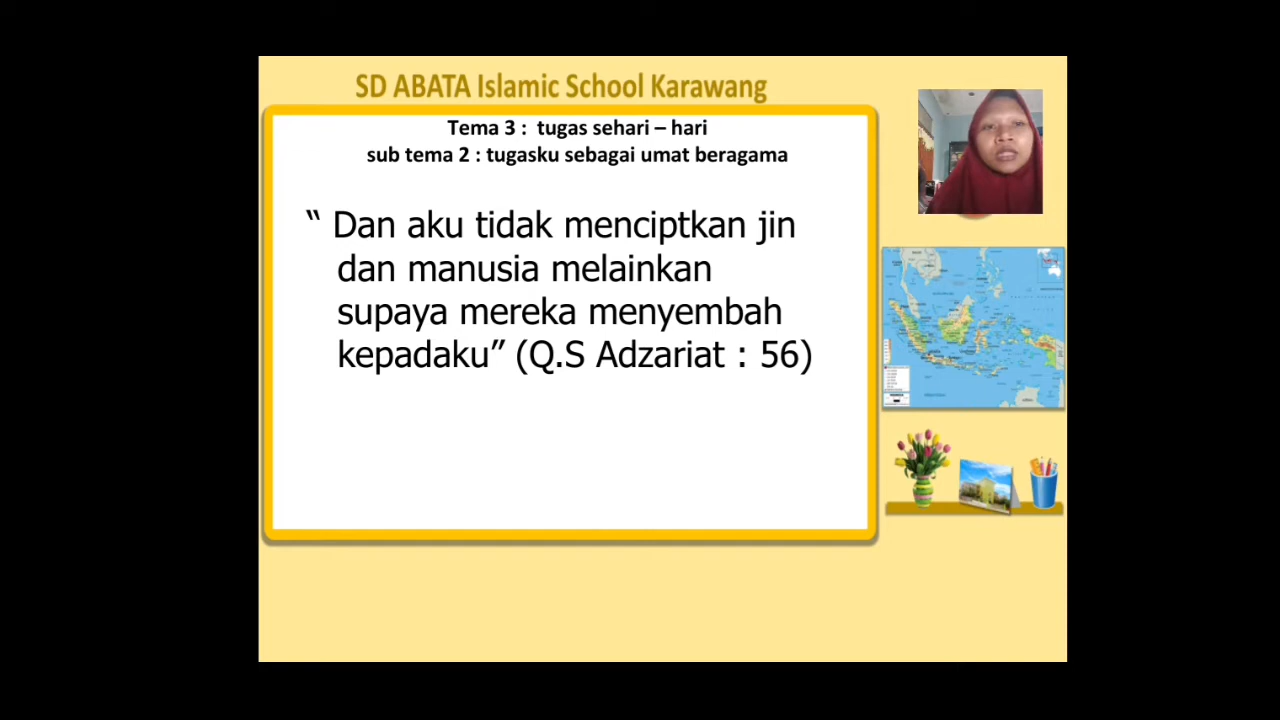 SD ABATA Islamic School Karawang
Tema 3 : tugas sehari – hari
sub tema 2 : tugasku sebagai umat beragama
“ Dan aku tidak menciptkan jin
dan manusia melainkan
supaya mereka menyembah
kepadaku” (Q.S Adzariat : 56)